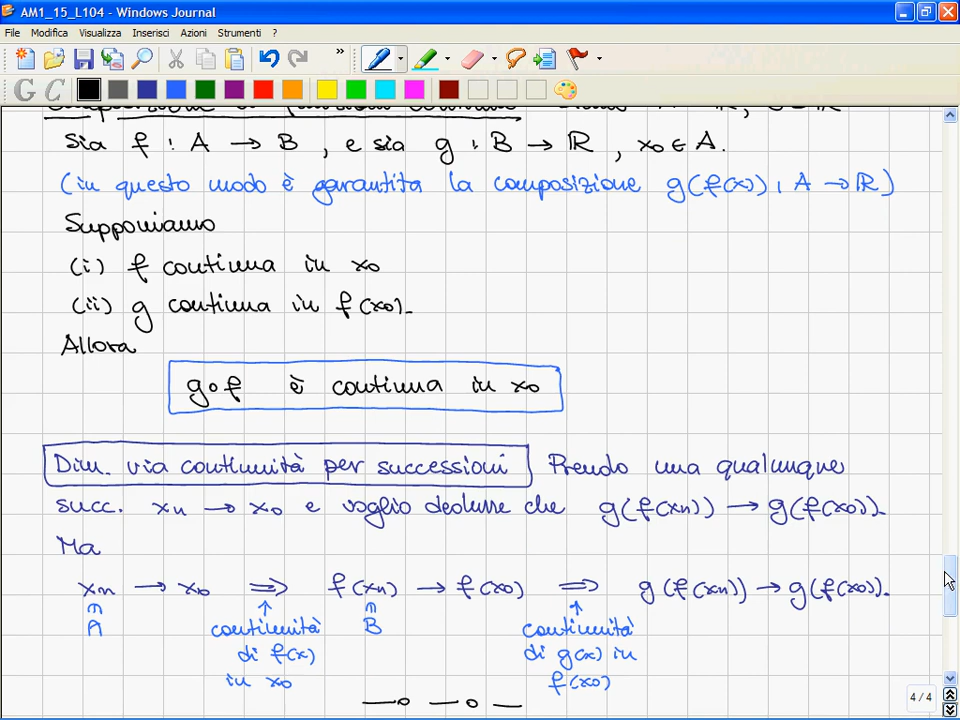 AM1_15_L104 - Windows Journal
File Modifica Visualizza Inserisci Azioni Strumenti ?
Sia f : A → B , e sia g : B → ℝ , x0 ∈ A.
(in questo modo è garantita la composizione g(f(x)) : A → ℝ)
Supponiamo
(i) f continua in x0
(ii) g continua in f(x0).
Allora
g∘f è continua in x0
Dim. via continuità per successioni Prendo una qualunque
succ. xn → x0 e voglio dedurre che g(f(xn)) → g(f(x0)).
Ma
xn → x0 ⇒ f(xn) → f(x0) ⇒ g(f(xn)) → g(f(x0)).
A continuità di f(x) in x0 B continuità di g(x) in f(x0)
4 / 4